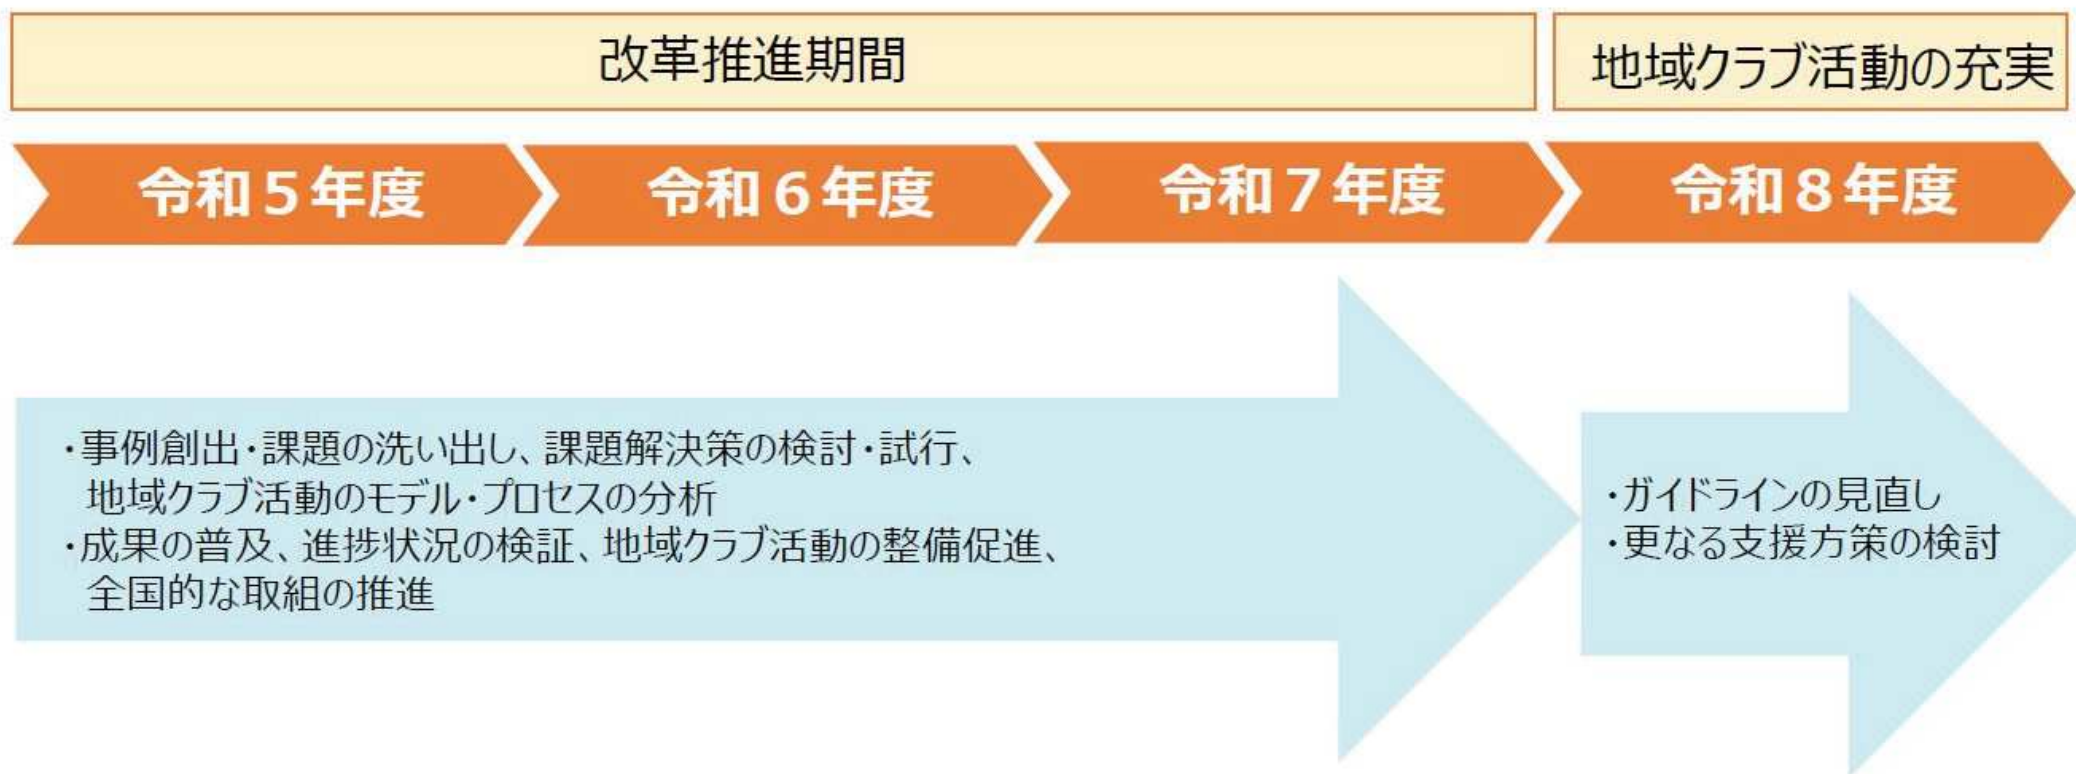 改革推進期間
地域クラブ活動の充実
令和５年度
令和６年度
令和７年度
令和８年度
・事例創出・課題の洗い出し、課題解決策の検討・試行、
地域クラブ活動のモデル・プロセスの分析
・成果の普及、進捗状況の検証、地域クラブ活動の整備促進、
全国的な取組の推進
・ガイドラインの見直し
・更なる支援方策の検討